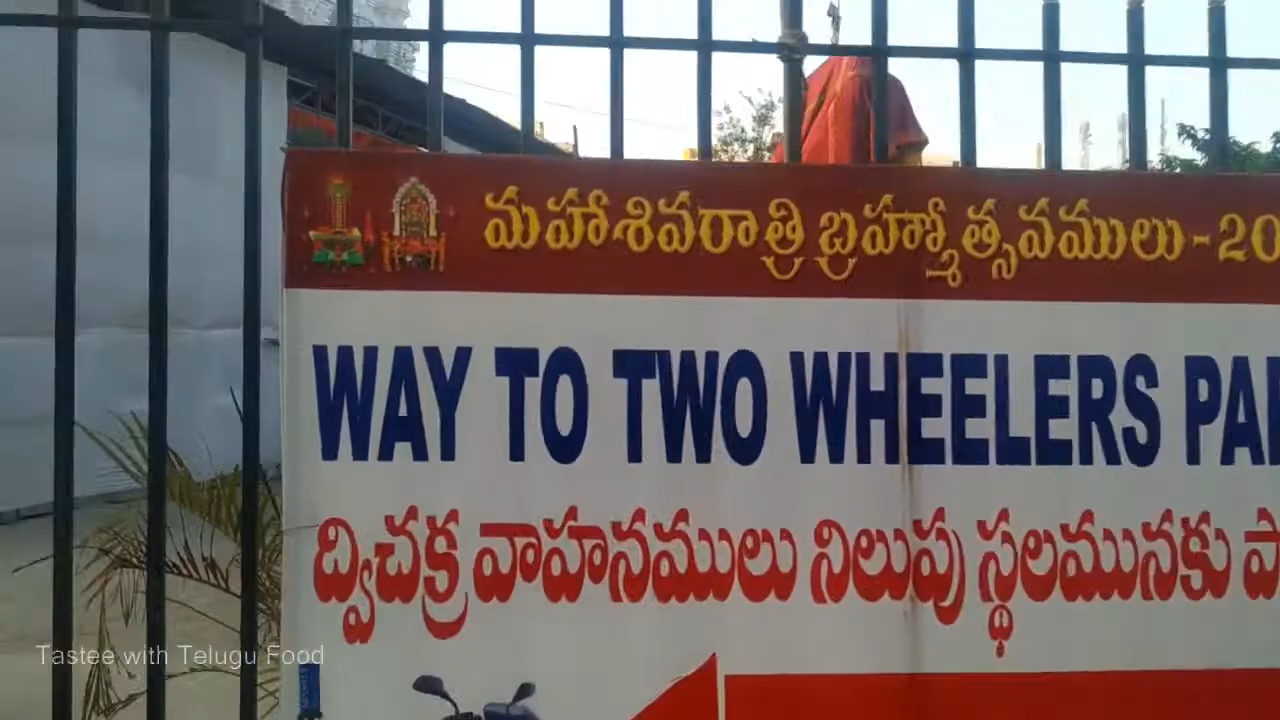 మహాశివరాత్రి బ్రహ్మోత్సవములు-20
WAY TO TWO WHEELERS PA
ద్విచక్ర వాహనములు నిలుపు స్థలమునకు
Tastee with Telugu Food